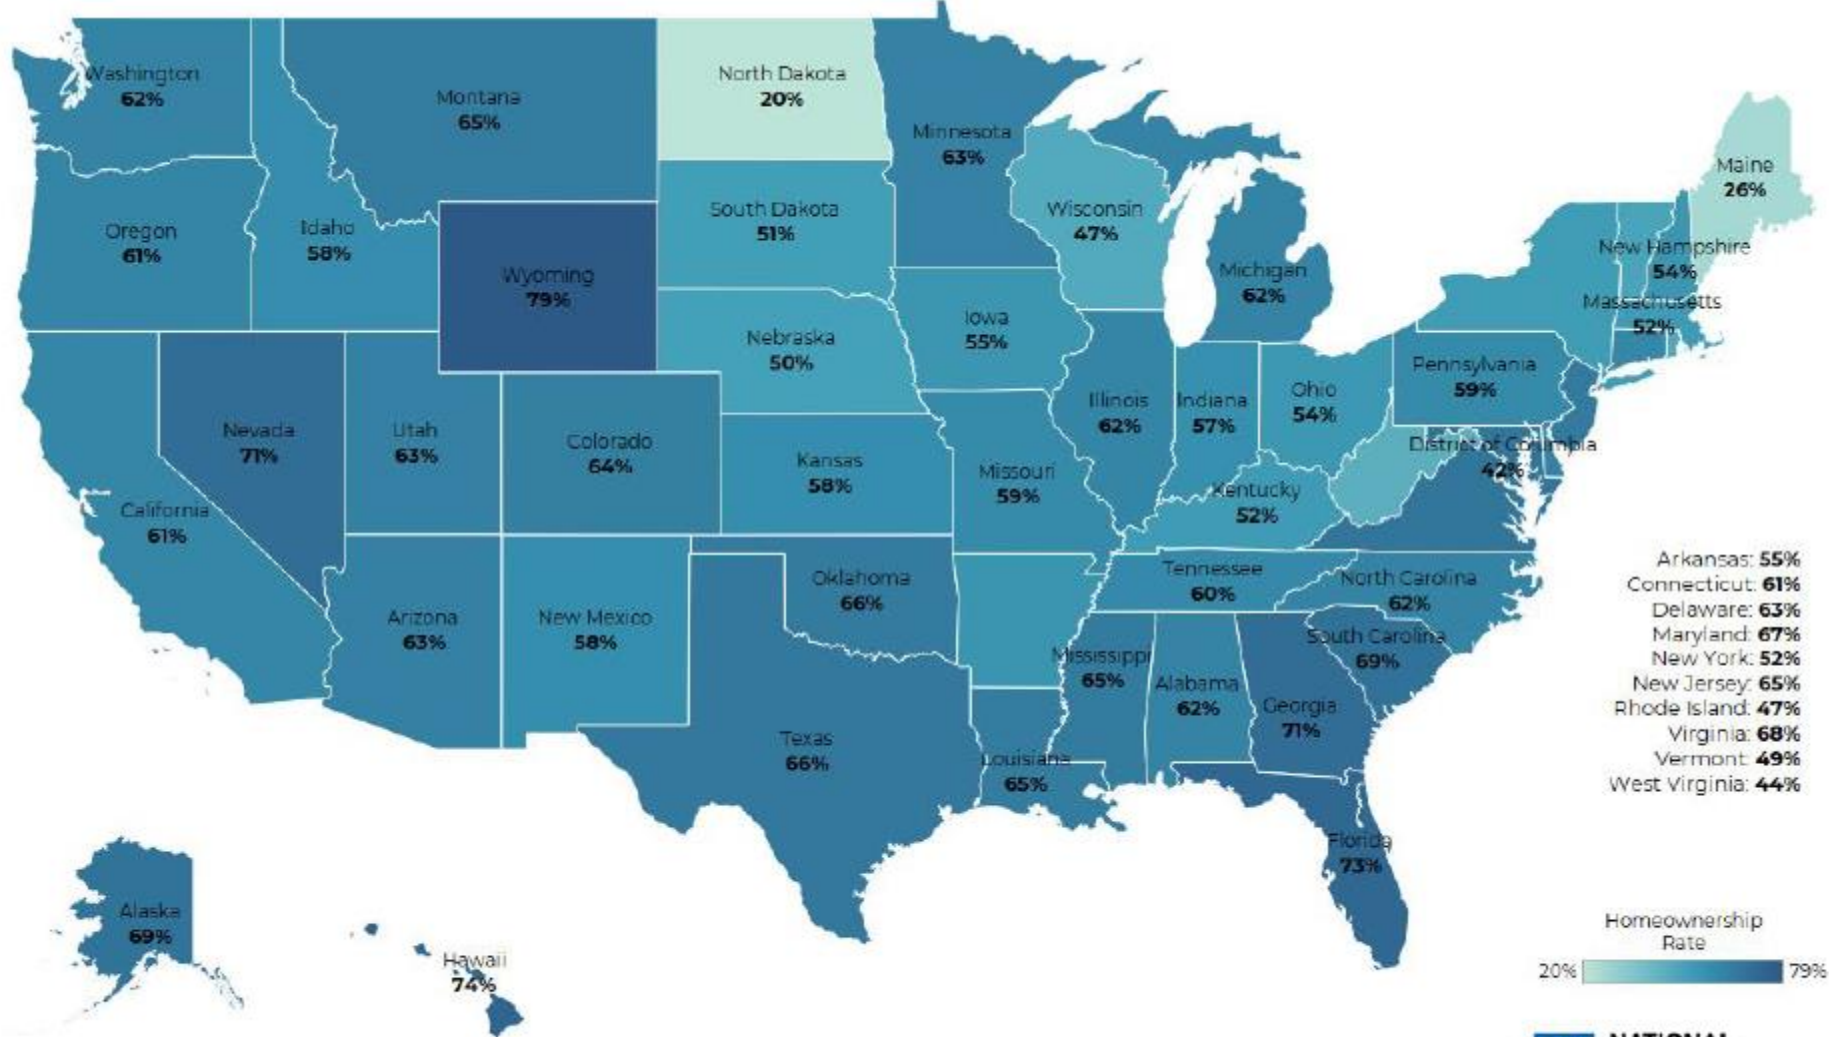 Washington
62%
Montana
65%
North Dakota
20%
Minnesota
63%
Maine
26%
Oregon
61%
Idaho
58%
Wyoming
79%
South Dakota
51%
Wisconsin
47%
Michigan
62%
New Hampshire
54%
Massachusetts
52%
Nebraska
50%
Iowa
55%
Pennsylvania
59%
Nevada
71%
Utah
63%
Colorado
64%
Kansas
58%
Missouri
59%
Illinois
62%
Indiana
57%
Ohio
54%
District of Columbia
42%
Kentucky
52%
California
61%
Arizona
63%
New Mexico
58%
Oklahoma
66%
Tennessee
60%
North Carolina
62%
South Carolina
69%
Mississippi
65%
Alabama
62%
Georgia
71%
Texas
66%
Louisiana
65%
Florida
73%
Alaska
69%
Hawaii
74%
Arkansas: 55%
Connecticut: 61%
Delaware: 63%
Maryland: 67%
New York: 52%
New Jersey: 65%
Rhode Island: 47%
Virginia: 68%
Vermont: 49%
West Virginia: 44%
Homeownership
Rate
20% 79%
NATIONAL